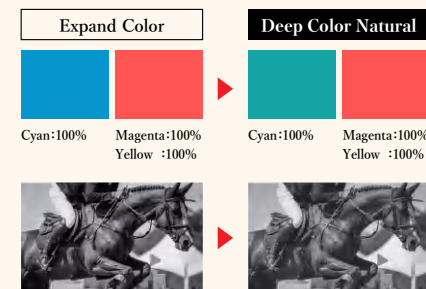 Expand Color
Deep Color Natural
Cyan:100%
Magenta:100%
Yellow :100%
Cyan:100%
Magenta:100%
Yellow :100%